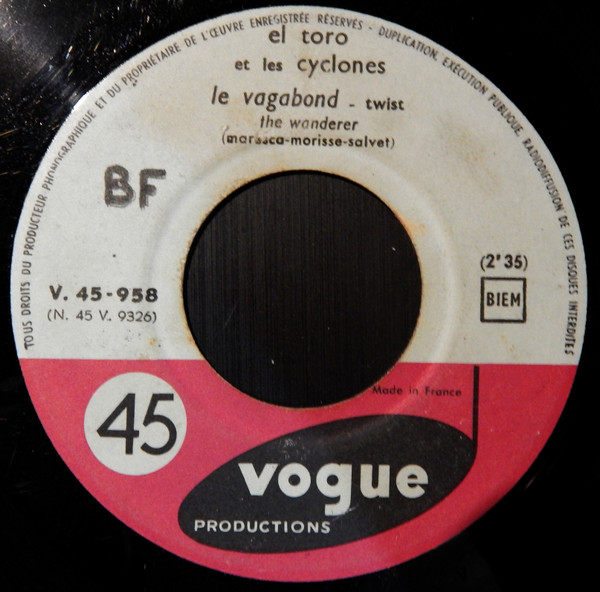 TOUS DROITS DU PRODUCTEUR PHONOGRAPHIQUE ET DU PROPRIÉTAIRE DE L'ŒUVRE ENREGISTRÉE RÉSERVÉS - DUPLICATION, EXÉCUTION PUBLIQUE, RADIODIFFUSION DE CES DISQUES INTERDITES
el toro
et les cyclones
le vagabond - twist
the wanderer
(maresca-morisse-salvet)
BF
V. 45-958
(N. 45 V. 9326)
(2'35)
BIEM
Made in France
45
vogue
PRODUCTIONS